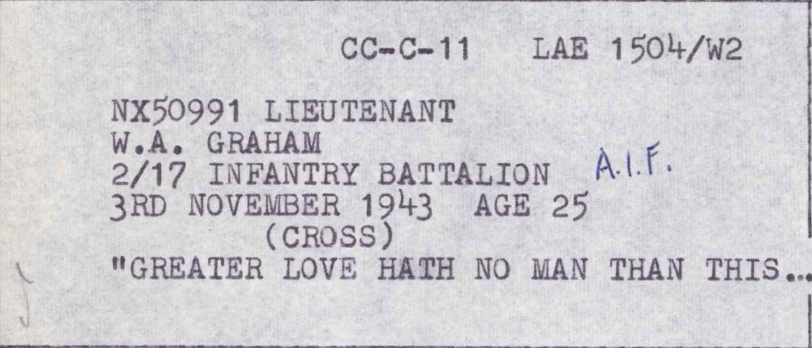 CC-C-11 LAE 1504/W2
NX50991 LIEUTENANT
W.A. GRAHAM
2/17 INFANTRY BATTALION A.I.F.
3RD NOVEMBER 1943 AGE 25
(CROSS)
"GREATER LOVE HATH NO MAN THAN THIS...